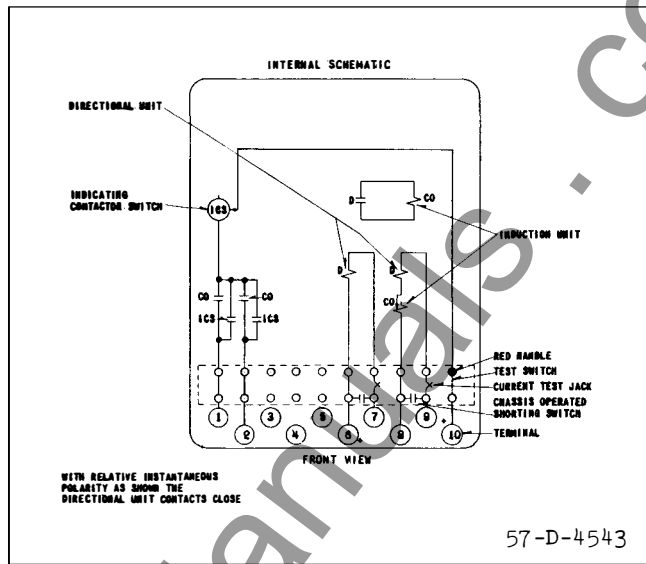 INTERNAL SCHEMATIC
DIRECTIONAL UNIT
INDICATING
CONTACTOR SWITCH
ICS
D
CO
INDUCTION UNIT
D
D
CO
CO
CO
ICS
ICS
RED HANDLE
TEST SWITCH
CURRENT TEST JACK
CHASSIS OPERATED
SHORTING SWITCH
TERMINAL
1
2
3
4
5
6
+
7
8
9
+
10
FRONT VIEW
WITH RELATIVE INSTANTANEOUS
POLARITY AS SHOWN THE
DIRECTIONAL UNIT CONTACTS CLOSE
57-D-4543
anuals.co